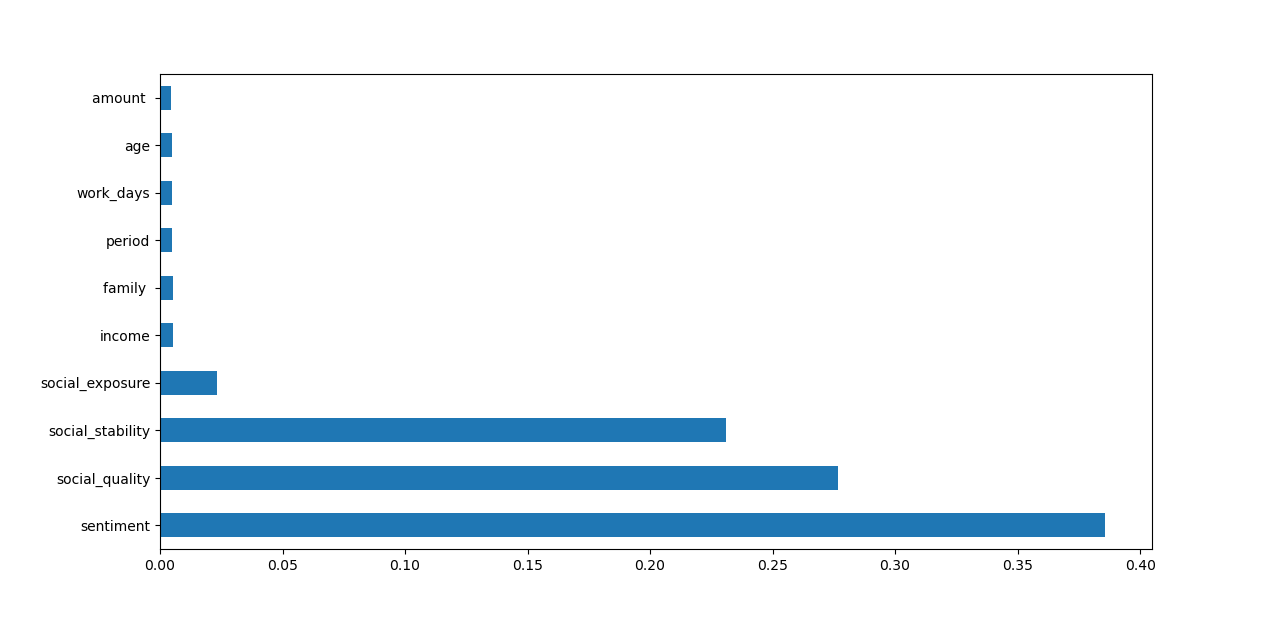 amount
age
work_days
period
family
income
social_exposure
social_stability
social_quality
sentiment
0.00 0.05 0.10 0.15 0.20 0.25 0.30 0.35 0.40